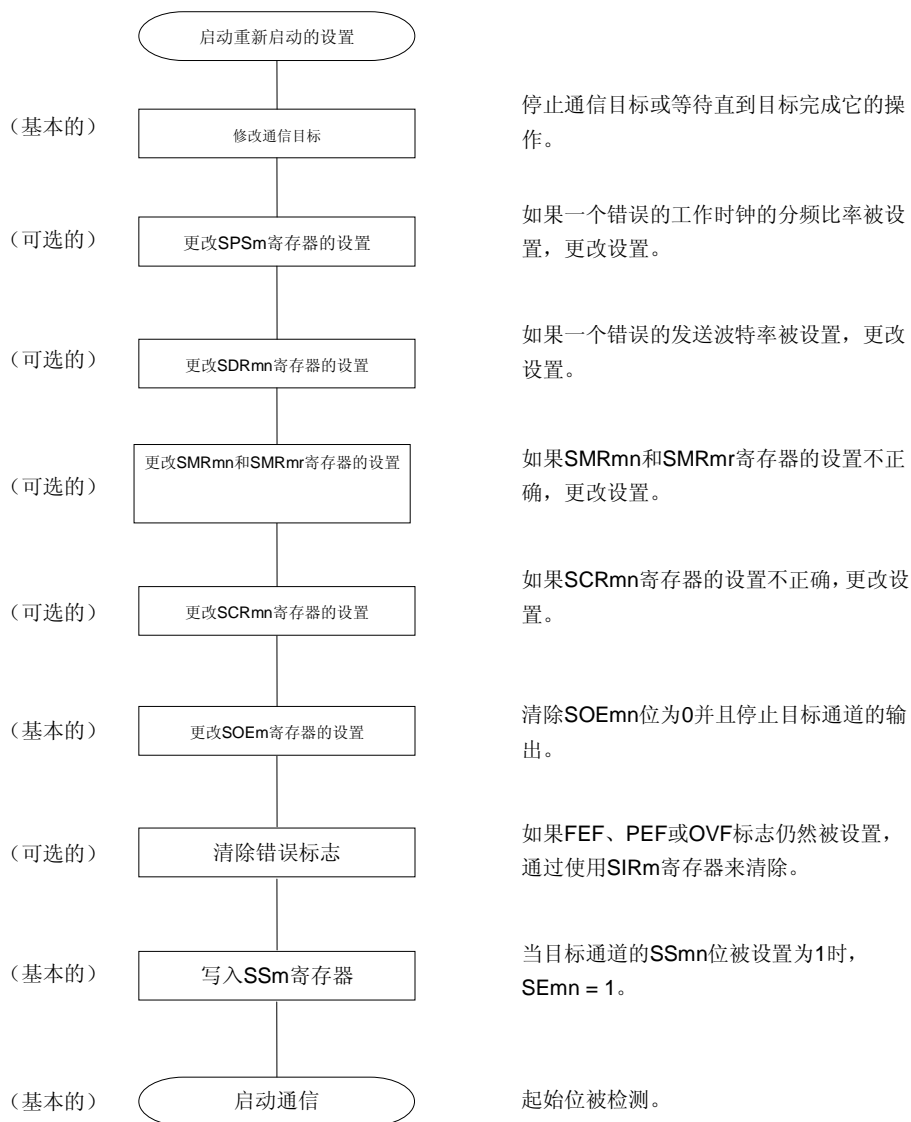 启动重新启动的设置
(基本的)
修改通信目标
停止通信目标或等待直到目标完成它的操
作。
(可选的)
更改SPSm寄存器的设置
如果一个错误的工作时钟的分频比率被设
置，更改设置。
(可选的)
更改SDRmn寄存器的设置
如果一个错误的发送波特率被设置，更改
设置。
(可选的)
更改SMRmn和SMRmr寄存器的设置
如果SMRmn和SMRmr寄存器的设置不正
确，更改设置。
(可选的)
更改SCRmn寄存器的设置
如果SCRmn寄存器的设置不正确，更改设
置。
(基本的)
更改SOEm寄存器的设置
清除SOEmn位为0并且停止目标通道的输
出。
(可选的)
清除错误标志
如果FEF、PEF或OVF标志仍然被设置，
通过使用SIRm寄存器来清除。
(基本的)
写入SSm寄存器
当目标通道的SSmn位被设置为1时，
SEmn = 1。
(基本的)
启动通信
起始位被检测。